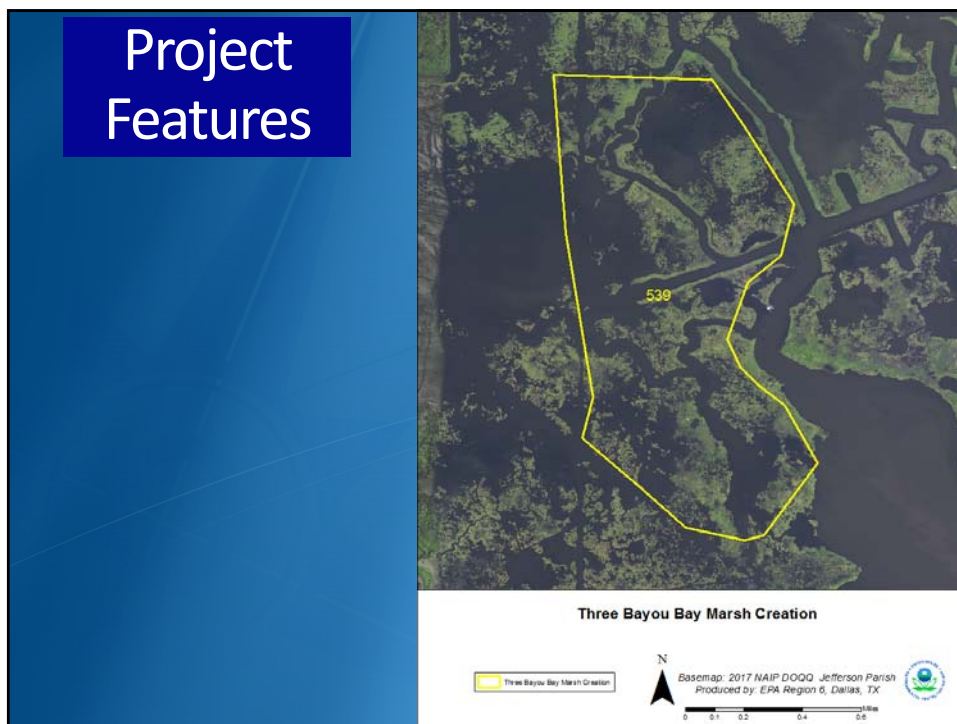 Project
Features
539
Three Bayou Bay Marsh Creation
Three Bayou Bay Marsh Creation
N
Basemap: 2017 NAIP DOQQ Jefferson Parish
Produced by: EPA Region 6, Dallas, TX
Miles
0 0.1 0.2 0.4 0.6